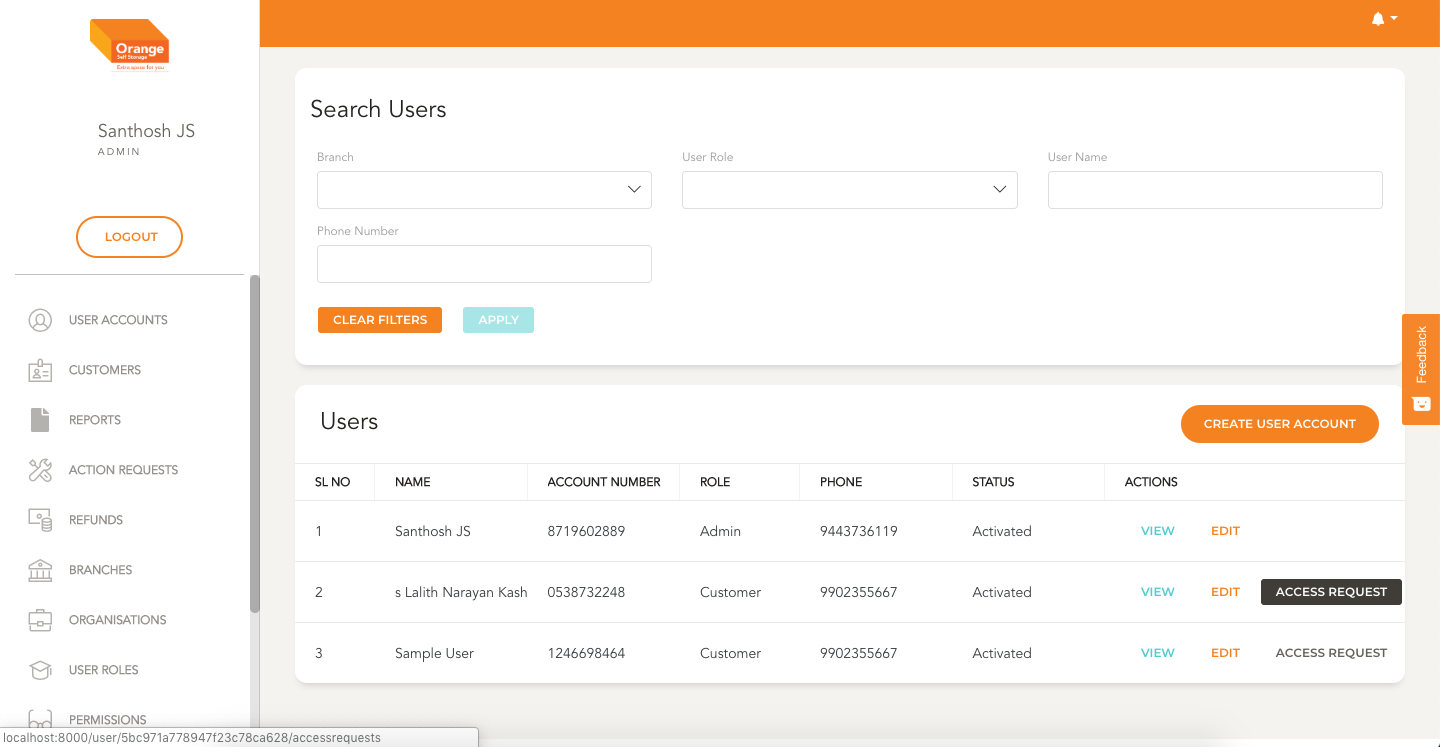 Orange
Self Storage
Extra space for you
Santhosh JS
ADMIN
LOGOUT
USER ACCOUNTS
CUSTOMERS
REPORTS
ACTION REQUESTS
REFUNDS
BRANCHES
ORGANISATIONS
USER ROLES
PERMISSIONS
localhost:8000/user/5bc971a778947f23c78ca628/accessrequests
Search Users
Branch User Role User Name
Phone Number
CLEAR FILTERS APPLY
Feedback
Users CREATE USER ACCOUNT
SL NO NAME ACCOUNT NUMBER ROLE PHONE STATUS ACTIONS
1 Santhosh JS 8719602889 Admin 9443736119 Activated VIEW EDIT
2 s Lalith Narayan Kash 0538732248 Customer 9902355667 Activated VIEW EDIT ACCESS REQUEST
3 Sample User 1246698464 Customer 9902355667 Activated VIEW EDIT ACCESS REQUEST